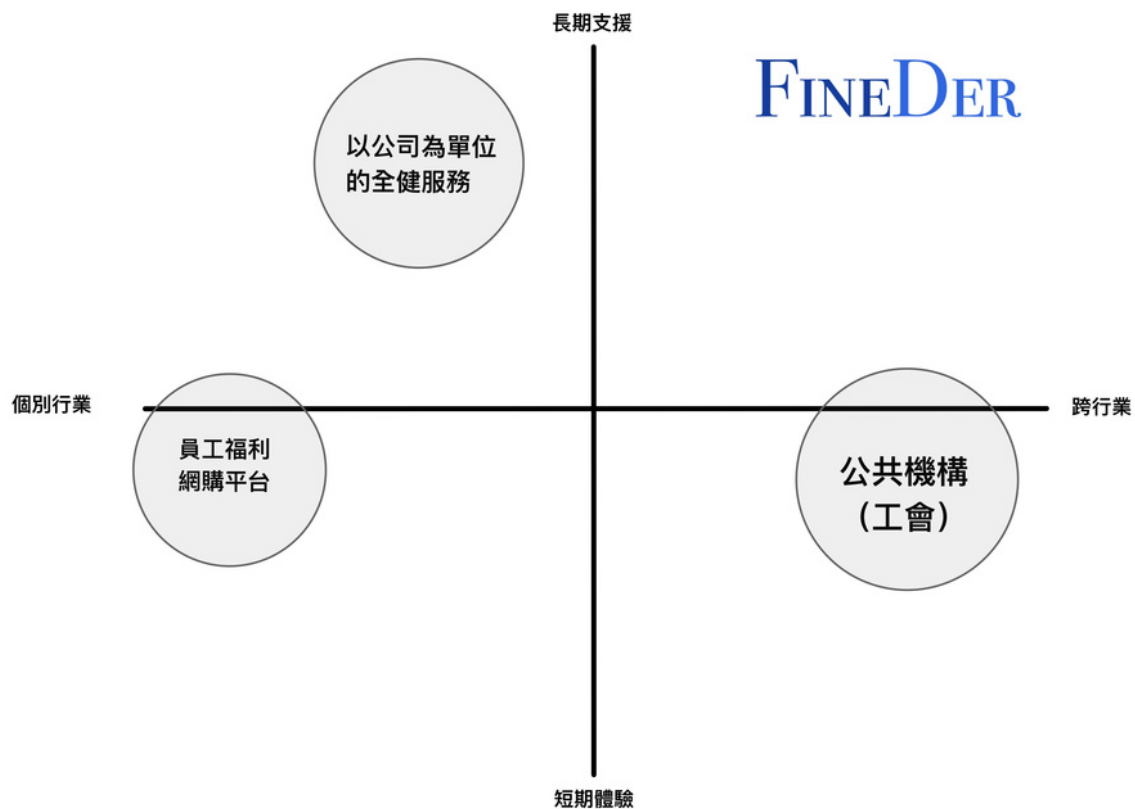 長期支援
FINEDER
以公司為單位
的全健服務
個別行業
跨行業
員工福利
網購平台
公共機構
（工會）
短期體驗